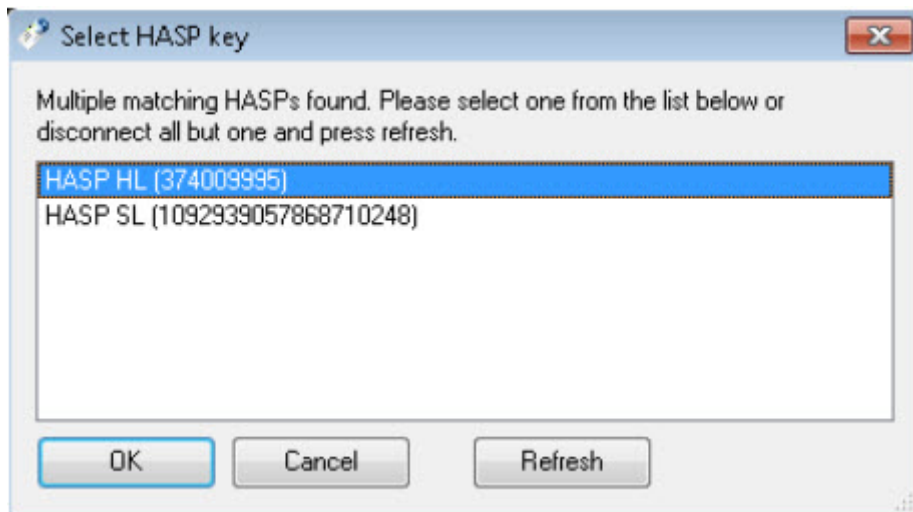 Select HASP key
Multiple matching HASPs found. Please select one from the list below or
disconnect all but one and press refresh.
HASP HL (374009995)
HASP SL (1092939057868710248)
OK Cancel Refresh